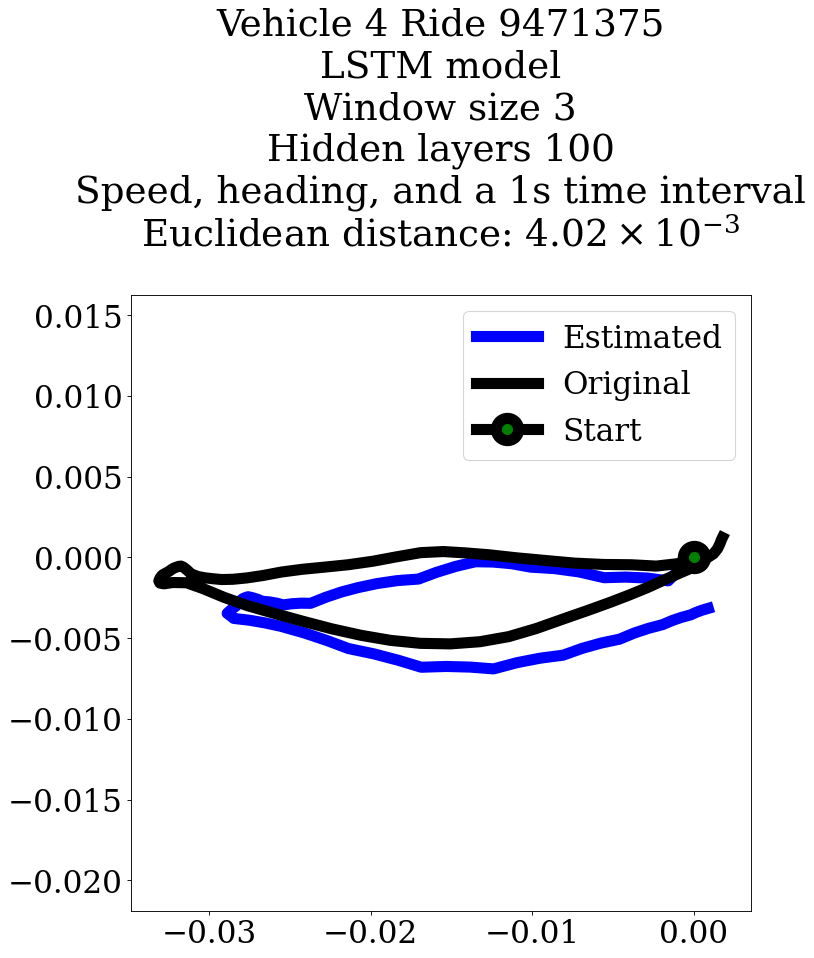 Vehicle 4 Ride 9471375
LSTM model
Window size 3
Hidden layers 100
Speed, heading, and a 1s time interval
Euclidean distance: 4.02 × 10⁻³
Estimated
Original
Start
0.015
0.010
0.005
0.000
−0.005
−0.010
−0.015
−0.020
−0.03 −0.02 −0.01 0.00